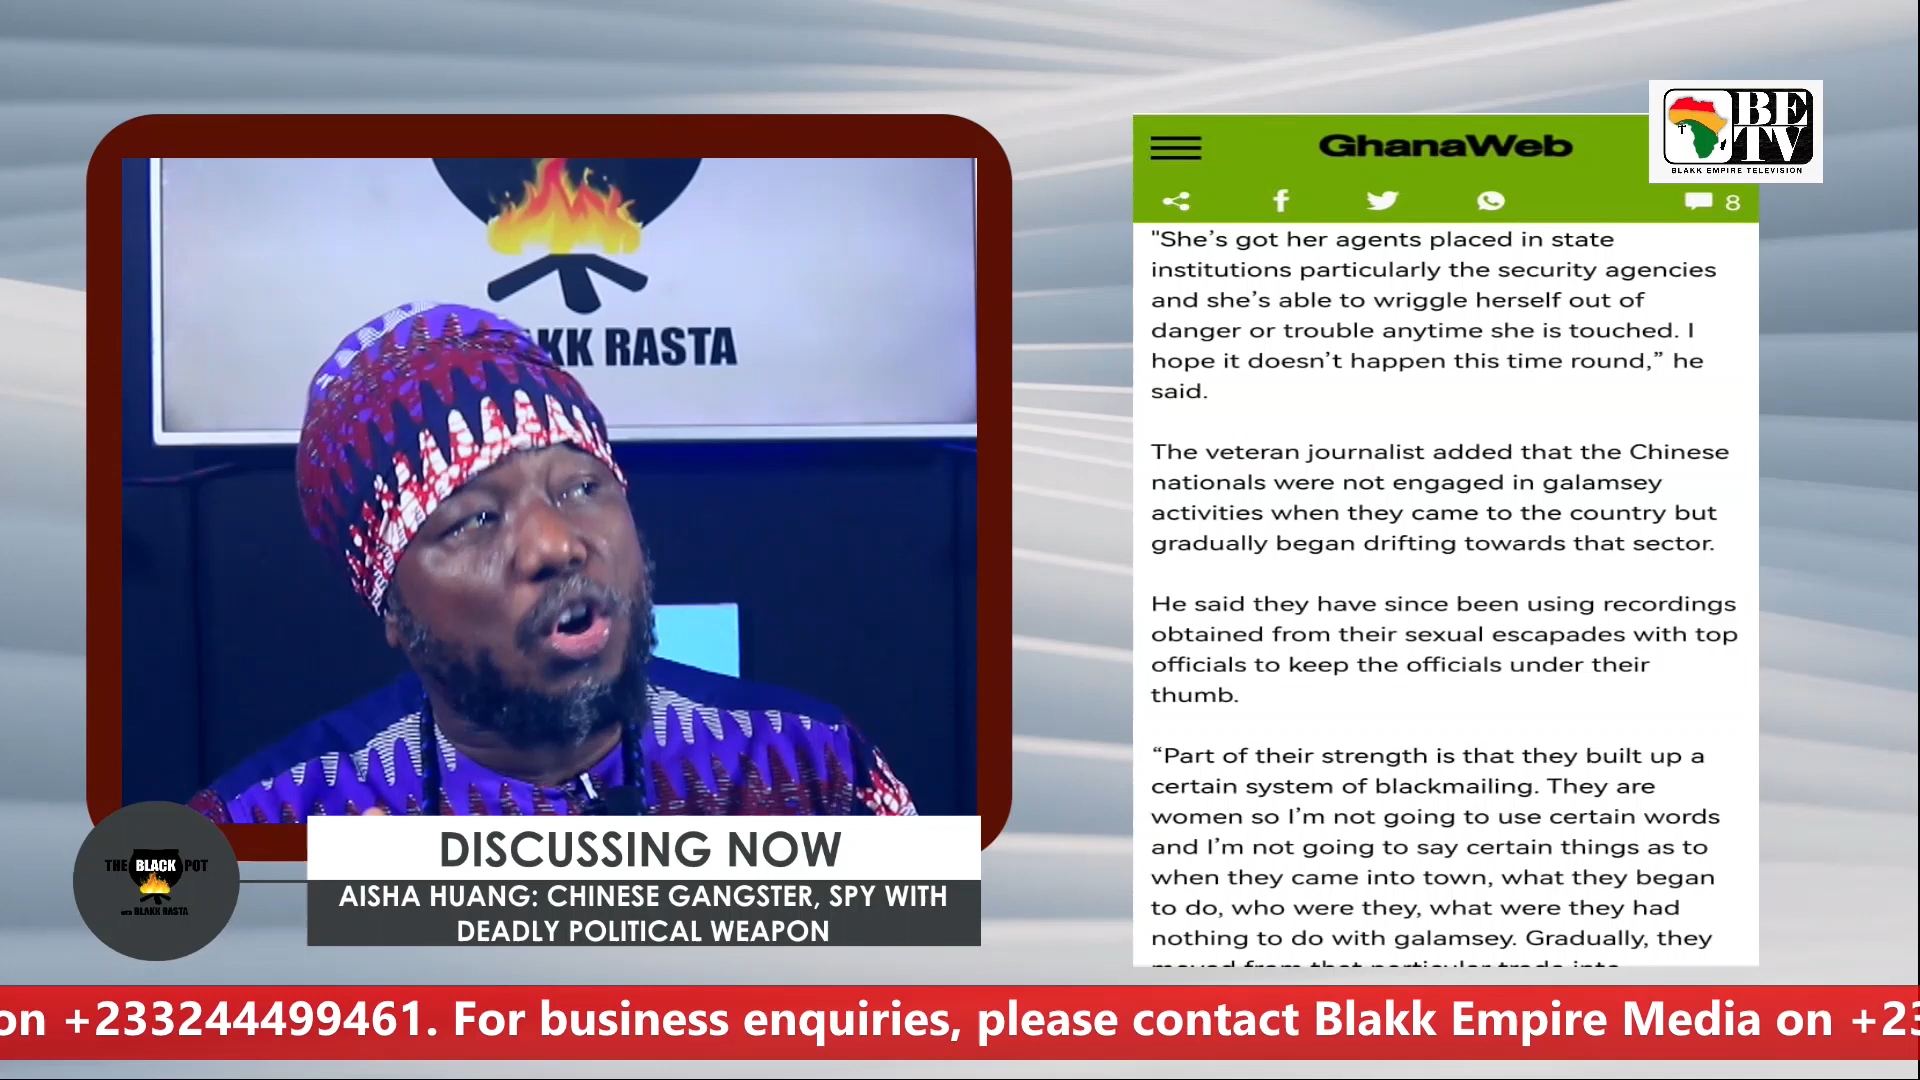 BE
TV
BLAKK EMPIRE TELEVISION
GhanaWeb
8
KK RASTA
"She's got her agents placed in state
institutions particularly the security agencies
and she's able to wriggle herself out of
danger or trouble anytime she is touched. I
hope it doesn't happen this time round,” he
said.
The veteran journalist added that the Chinese
nationals were not engaged in galamsey
activities when they came to the country but
gradually began drifting towards that sector.
He said they have since been using recordings
obtained from their sexual escapades with top
officials to keep the officials under their
thumb.
“Part of their strength is that they built up a
certain system of blackmailing. They are
women so I'm not going to use certain words
and I'm not going to say certain things as to
when they came into town, what they began
to do, who were they, what were they had
nothing to do with galamsey. Gradually, they
THE BLACK POT
WITH BLAKK RASTA
DISCUSSING NOW
AISHA HUANG: CHINESE GANGSTER, SPY WITH
DEADLY POLITICAL WEAPON
on +233244499461. For business enquiries, please contact Blakk Empire Media on +23